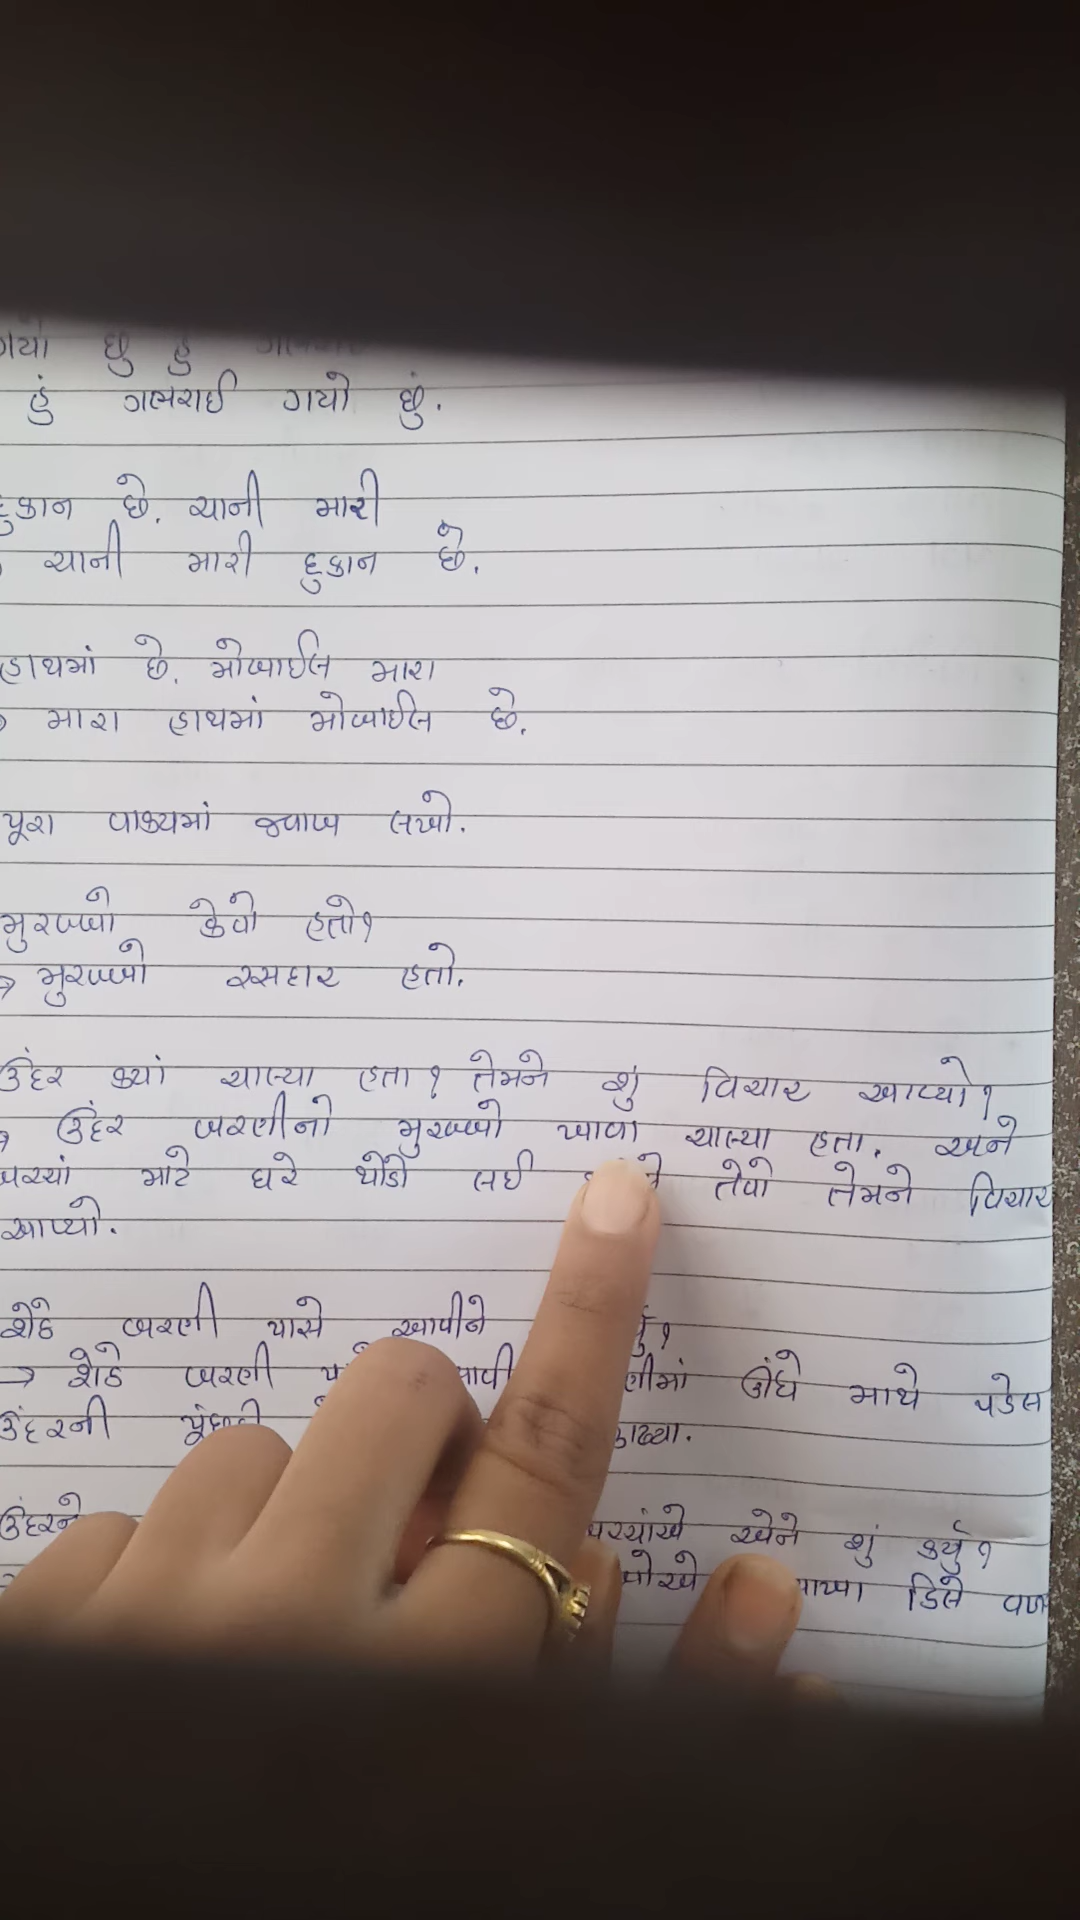 હું ગભરાઈ ગયો છું.
દુકાન છે. ચાની મારી
ચાની મારી દુકાન છે.
હાથમાં છે. મોબાઈલ મારા
મારા હાથમાં મોબાઈલ છે.
પૂરા વાક્યમાં જવાબ લખો.
મુરબ્બો કેવો હતો?
→ મુરબ્બો રસદાર હતો.
ઉંદર ક્યાં ચાલ્યા હતા? તેમને શું વિચાર આવ્યો?
→ ઉંદર બરણીનો મુરબ્બો ખાવા ચાલ્યા હતા. અને
બચ્ચાં માટે ઘરે થોડો લઈ તેવો તેમને વિચાર
આવ્યો.
શેઠે બરણી પાસે આવીને
→ શેઠે બરણી ઊંધે માથે પડેલ
ઉંદરની
ઉંદરને બચ્ચાંએ એને શું કર્યું?
ડિલે પણ